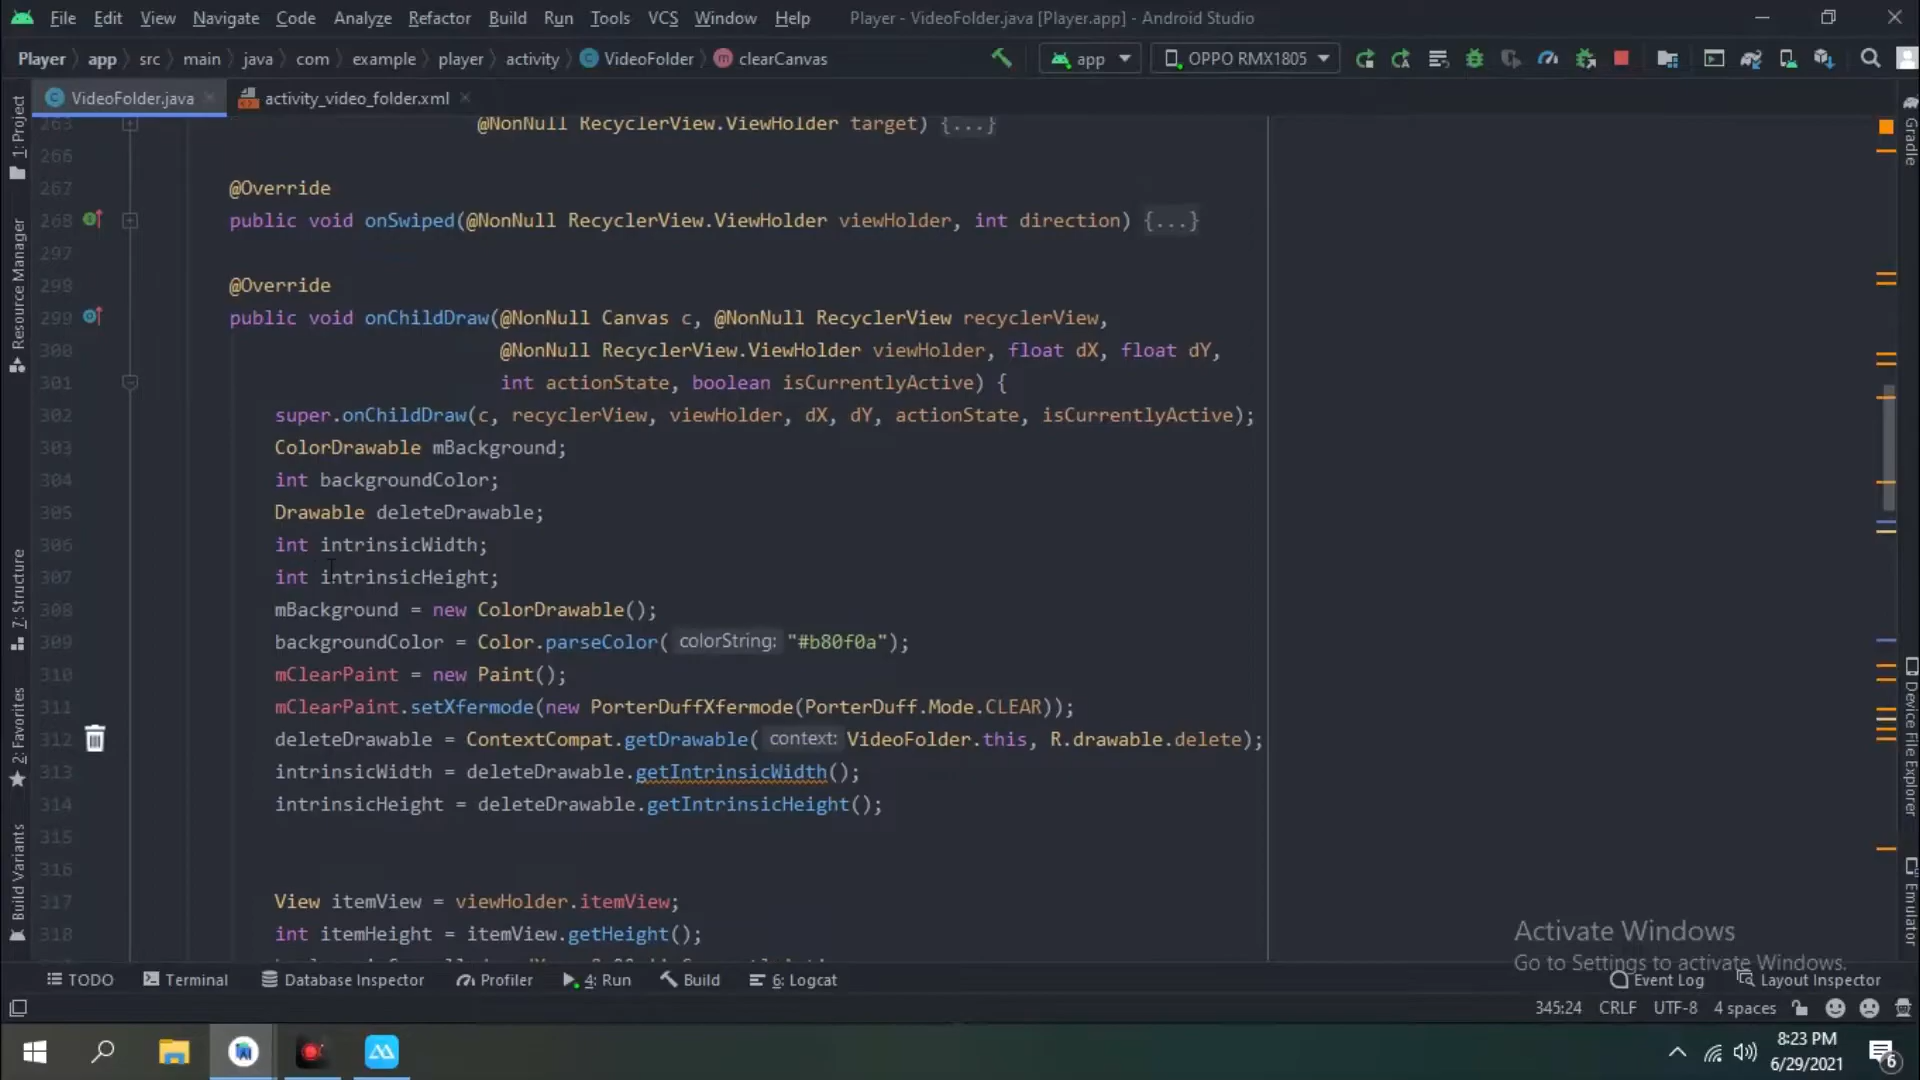 File Edit View Navigate Code Analyze Refactor Build Run Tools VCS Window Help Player - VideoFolder.java [Player.app] - Android Studio
Player app src main java com example player activity VideoFolder clearCanvas app OPPO RMX1805
VideoFolder.java activity_video_folder.xml
263 @NonNull RecyclerView.ViewHolder target) {...}
266
267 @Override
268 public void onSwiped(@NonNull RecyclerView.ViewHolder viewHolder, int direction) {...}
297
298 @Override
299 public void onChildDraw(@NonNull Canvas c, @NonNull RecyclerView recyclerView,
300 @NonNull RecyclerView.ViewHolder viewHolder, float dX, float dY,
301 int actionState, boolean isCurrentlyActive) {
302 super.onChildDraw(c, recyclerView, viewHolder, dX, dY, actionState, isCurrentlyActive);
303 ColorDrawable mBackground;
304 int backgroundColor;
305 Drawable deleteDrawable;
306 int intrinsicWidth;
307 int intrinsicHeight;
308 mBackground = new ColorDrawable();
309 backgroundColor = Color.parseColor( colorString: "#b80f0a");
310 mClearPaint = new Paint();
311 mClearPaint.setXfermode(new PorterDuffXfermode(PorterDuff.Mode.CLEAR));
312 deleteDrawable = ContextCompat.getDrawable( context: VideoFolder.this, R.drawable.delete);
313 intrinsicWidth = deleteDrawable.getIntrinsicWidth();
314 intrinsicHeight = deleteDrawable.getIntrinsicHeight();
315
316
317 View itemView = viewHolder.itemView;
318 int itemHeight = itemView.getHeight();
1: Project
Resource Manager
7: Structure
2: Favorites
Build Variants
Gradle
Device File Explorer
Emulator
Activate Windows
Go to Settings to activate Windows.
TODO Terminal Database Inspector Profiler 4: Run Build 6: Logcat Event Log Layout Inspector
345:24 CRLF UTF-8 4 spaces
8:23 PM
6/29/2021
6